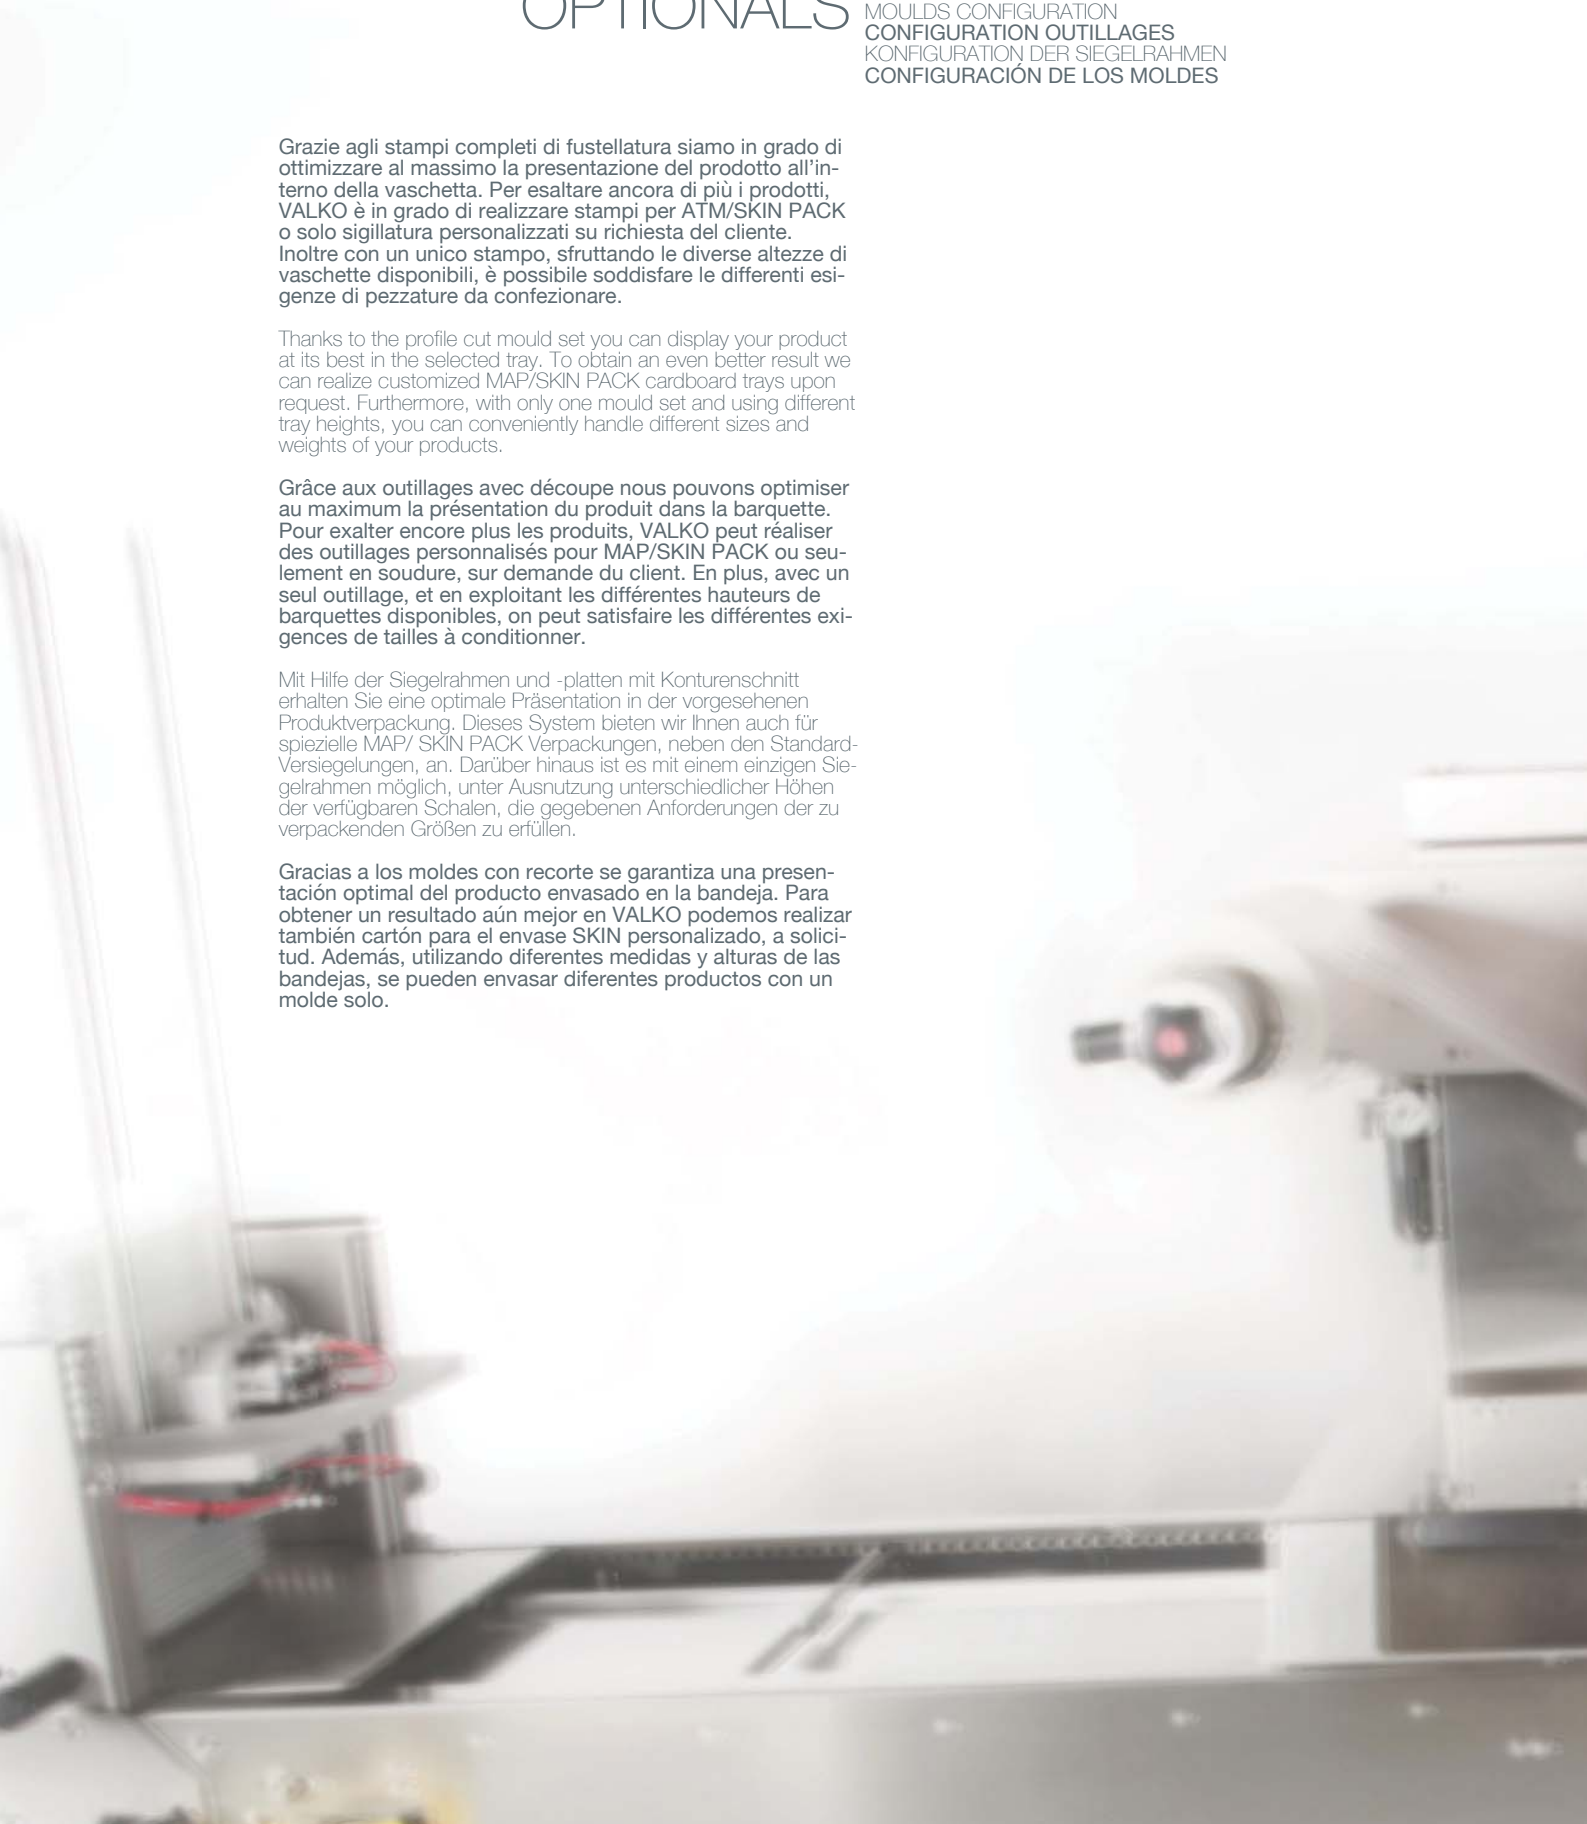 OPTIONALS
MOULDS CONFIGURATION
CONFIGURATION OUTILLAGES
KONFIGURATION DER SIEGELRAHMEN
CONFIGURACIÓN DE LOS MOLDES
Grazie agli stampi completi di fustellatura siamo in grado di
ottimizzare al massimo la presentazione del prodotto all'in-
terno della vaschetta. Per esaltare ancora di più i prodotti,
VALKO è in grado di realizzare stampi per ATM/SKIN PACK
o solo sigillatura personalizzati su richiesta del cliente.
Inoltre con un unico stampo, sfruttando le diverse altezze di
vaschette disponibili, è possibile soddisfare le differenti esi-
genze di pezzature da confezionare.
Thanks to the profile cut mould set you can display your product
at its best in the selected tray. To obtain an even better result we
can realize customized MAP/SKIN PACK cardboard trays upon
request. Furthermore, with only one mould set and using different
tray heights, you can conveniently handle different sizes and
weights of your products.
Grâce aux outillages avec découpe nous pouvons optimiser
au maximum la présentation du produit dans la barquette.
Pour exalter encore plus les produits, VALKO peut réaliser
des outillages personnalisés pour MAP/SKIN PACK ou seu-
lement en soudure, sur demande du client. En plus, avec un
seul outillage, et en exploitant les différentes hauteurs de
barquettes disponibles, on peut satisfaire les différentes exi-
gences de tailles à conditionner.
Mit Hilfe der Siegelrahmen und -platten mit Konturenschnitt
erhalten Sie eine optimale Präsentation in der vorgesehenen
Produktverpackung. Dieses System bieten wir Ihnen auch für
spiezielle MAP/ SKIN PACK Verpackungen, neben den Standard-
Versiegelungen, an. Darüber hinaus ist es mit einem einzigen Sie-
gelrahmen möglich, unter Ausnutzung unterschiedlicher Höhen
der verfügbaren Schalen, die gegebenen Anforderungen der zu
verpackenden Größen zu erfüllen.
Gracias a los moldes con recorte se garantiza una presen-
tación optimal del producto envasado en la bandeja. Para
obtener un resultado aún mejor en VALKO podemos realizar
también cartón para el envase SKIN personalizado, a solici-
tud. Además, utilizando diferentes medidas y alturas de las
bandejas, se pueden envasar diferentes productos con un
molde solo.